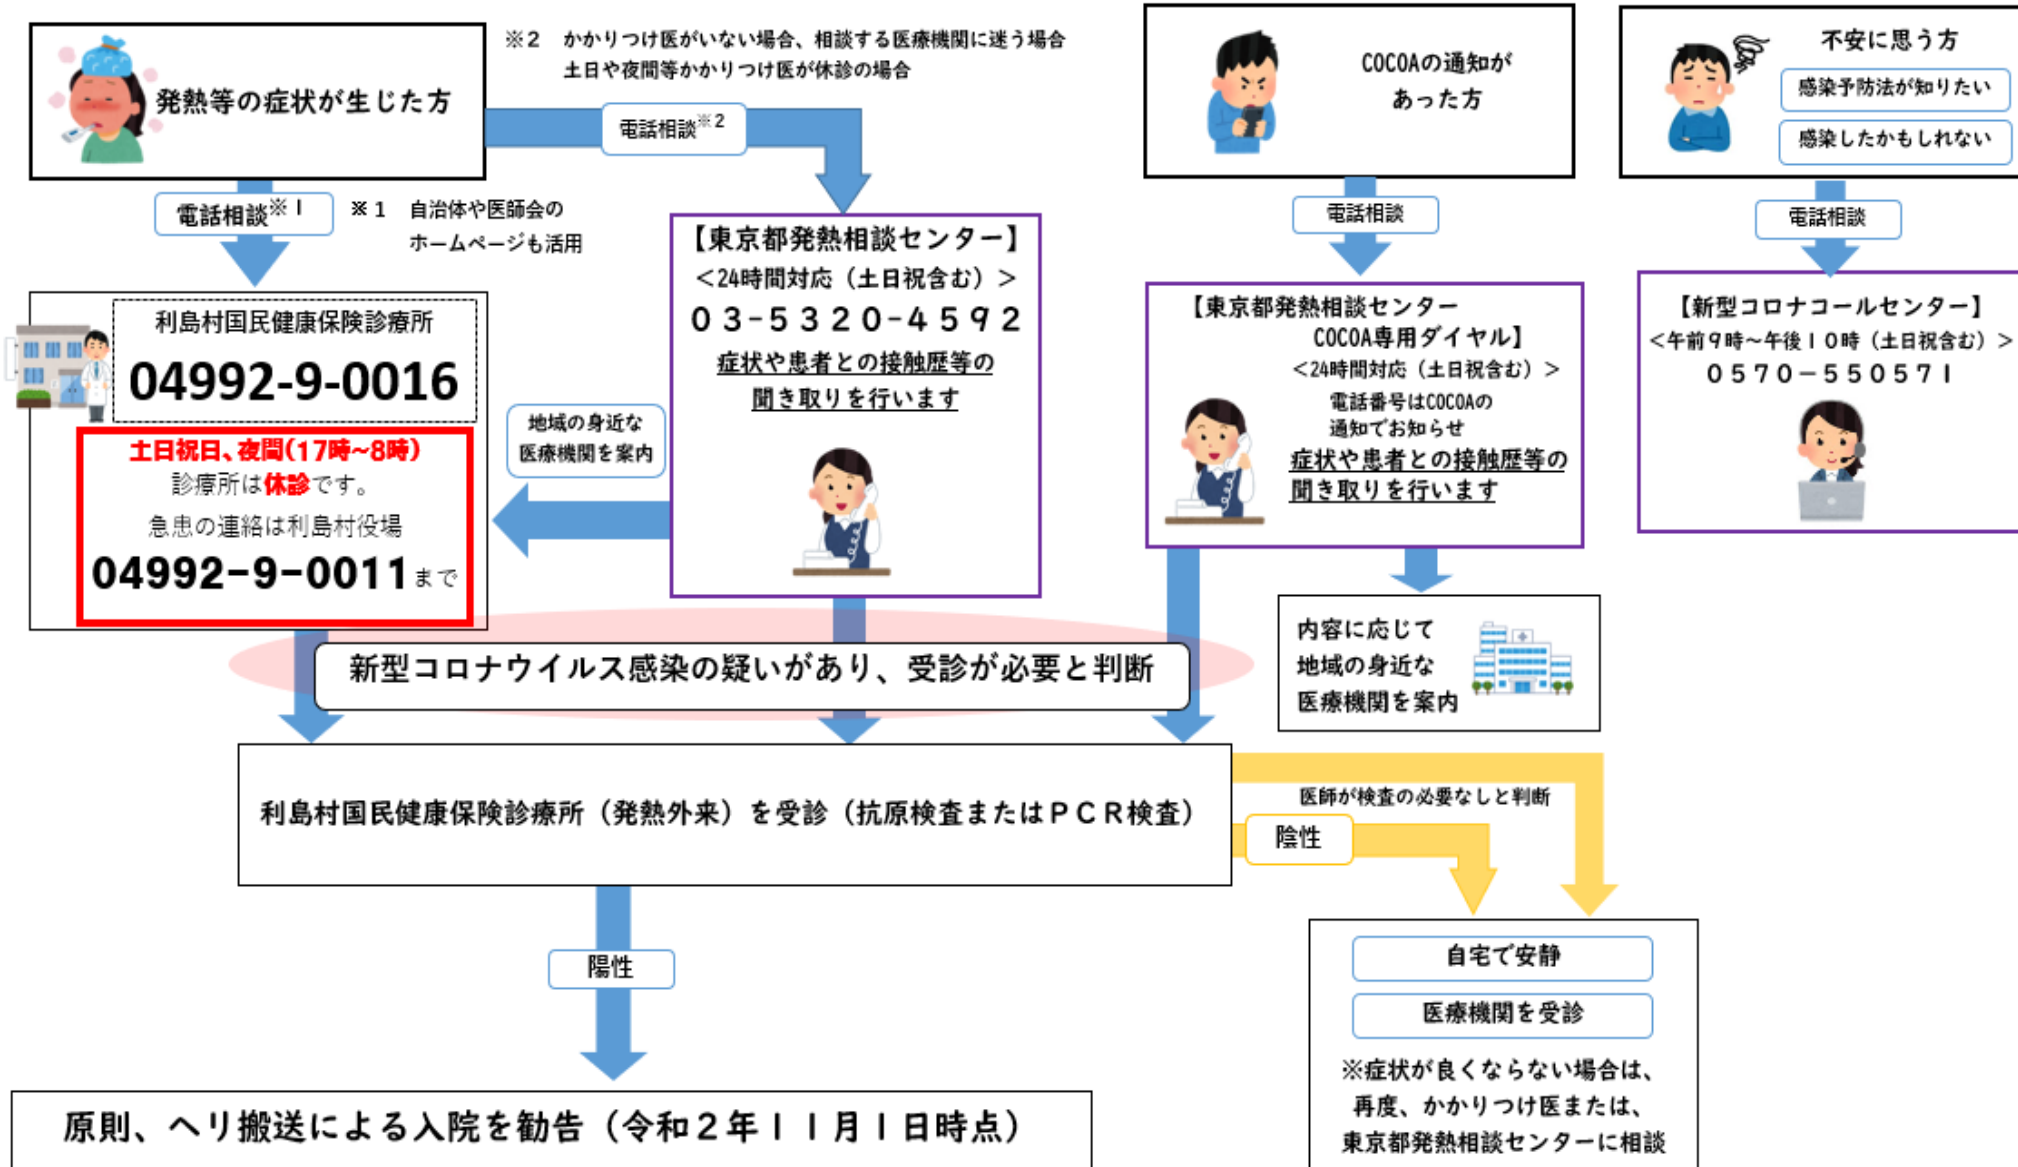 発熱等の症状が生じた方
※2 かかりつけ医がいない場合、相談する医療機関に迷う場合
土日や夜間等かかりつけ医が休診の場合
電話相談※2
電話相談※1
※1 自治体や医師会の
ホームページも活用
利島村国民健康保険診療所
04992-9-0016
土日祝日、夜間(17時~8時)
診療所は休診です。
急患の連絡は利島村役場
04992-9-0011まで
【東京都発熱相談センター】
<24時間対応(土日祝含む)>
03-5320-4592
症状や患者との接触歴等の
聞き取りを行います
地域の身近な
医療機関を案内
COCOAの通知が
あった方
電話相談
【東京都発熱相談センター
COCOA専用ダイヤル】
<24時間対応(土日祝含む)>
電話番号はCOCOAの
通知でお知らせ
症状や患者との接触歴等の
聞き取りを行います
内容に応じて
地域の身近な
医療機関を案内
不安に思う方
感染予防法が知りたい
感染したかもしれない
電話相談
【新型コロナコールセンター】
<午前9時~午後10時(土日祝含む)>
0570-550571
新型コロナウイルス感染の疑いがあり、受診が必要と判断
利島村国民健康保険診療所(発熱外来)を受診(抗原検査またはPCR検査)
医師が検査の必要なしと判断
陰性
陽性
自宅で安静
医療機関を受診
※症状が良くならない場合は、
再度、かかりつけ医または、
東京都発熱相談センターに相談
原則、ヘリ搬送による入院を勧告(令和2年11月1日時点)